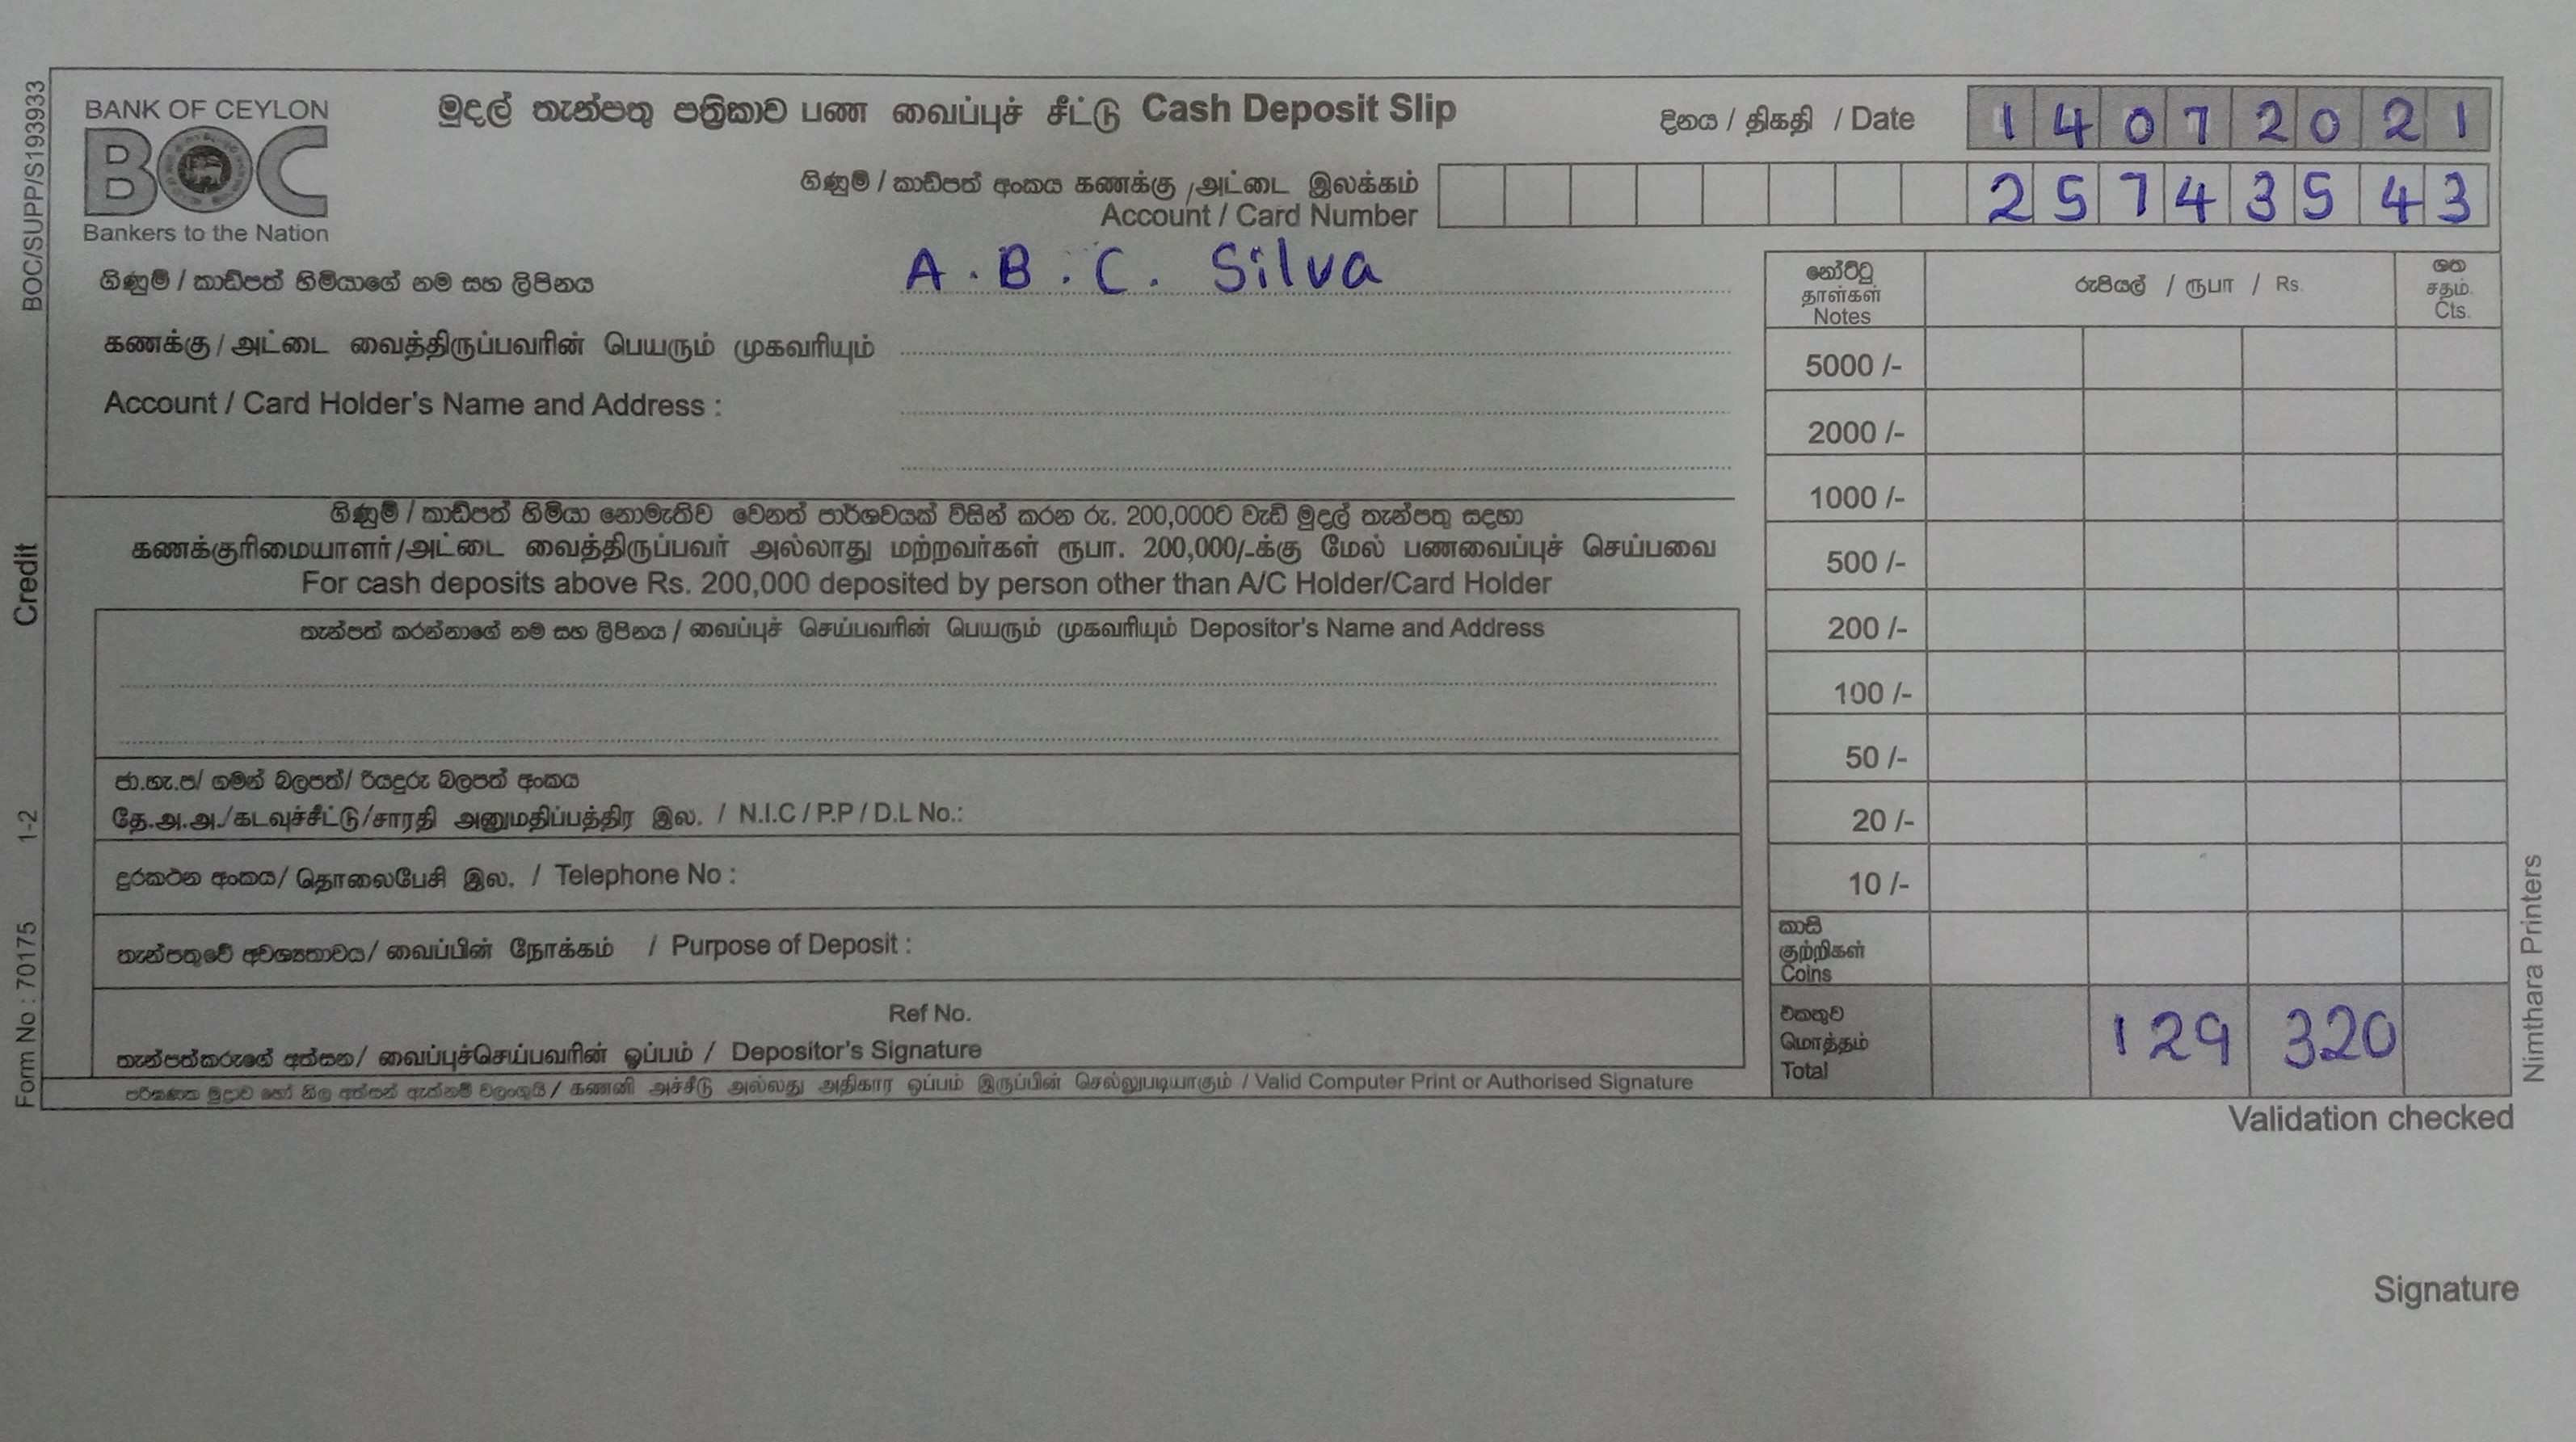 BANK OF CEYLON
BOC
Bankers to the Nation
මුදල් තැන්පතු පත්‍රිකාව பண வைப்புச் சீட்டு Cash Deposit Slip
දිනය / திகதி / Date 1 4 0 7 2 0 2 1
ගිණුම් / කාඩ්පත් අංකය கணக்கு / அட்டை இலக்கம்
Account / Card Number 2 5 7 4 3 5 4 3
ගිණුම් / කාඩ්පත් හිමියාගේ නම සහ ලිපිනය A . B . C . Silva
கணக்கு / அட்டை வைத்திருப்பவரின் பெயரும் முகவரியும்
Account / Card Holder's Name and Address :
ගිණුම් / කාඩ්පත් හිමියා නොමැතිව වෙනත් පාර්ශවයක් විසින් කරන රු. 200,000ට වැඩි මුදල් තැන්පතු සඳහා
கணக்குரிமையாளர்/அட்டை வைத்திருப்பவர் அல்லாது மற்றவர்கள் ரூபா. 200,000/-க்கு மேல் பணவைப்புச் செய்பவை
For cash deposits above Rs. 200,000 deposited by person other than A/C Holder/Card Holder
තැන්පත් කරන්නාගේ නම සහ ලිපිනය / வைப்புச் செய்பவரின் பெயரும் முகவரியும் Depositor's Name and Address
ජා.හැ.ප/ ගමන් බලපත්/ රියදුරු බලපත් අංකය
தே.அ.அ./கடவுச்சீட்டு/சாரதி அனுமதிப்பத்திர இல. / N.I.C / P.P / D.L No.:
දුරකථන අංකය/ தொலைபேசி இல. / Telephone No :
තැන්පතුවේ අවශ්‍යතාවය/ வைப்பின் நோக்கம் / Purpose of Deposit :
Ref No.
තැන්පත්කරුගේ අත්සන/ வைப்புச்செய்பவரின் ஒப்பம் / Depositor's Signature
පරිගණක මුද්‍රාව හෝ නිල අත්සන් ඇත්නම් වලංගුයි / கணனி அச்சீடு அல்லது அதிகார ஒப்பம் இருப்பின் செல்லுபடியாகும் / Valid Computer Print or Authorised Signature
නෝට්ටු
தாள்கள்
Notes
රුපියල් / ரூபா / Rs.
ශත
சதம்.
Cts.
5000 /-
2000 /-
1000 /-
500 /-
200 /-
100 /-
50 /-
20 /-
10 /-
කාසි
குற்றிகள்
Coins
එකතුව
மொத்தம்
Total
129 320
Validation checked
Signature
BOC/SUPP/S193933
Credit
1-2
Form No : 70175
Nimthara Printers